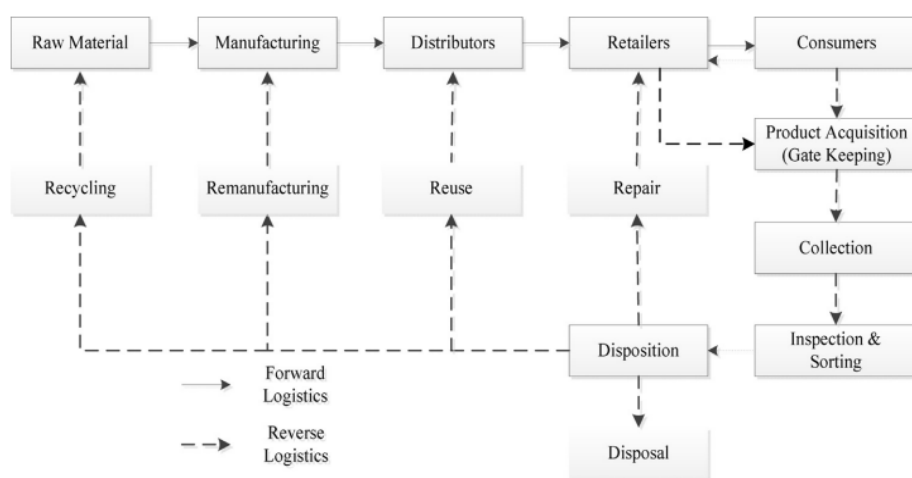 Raw Material
Manufacturing
Distributors
Retailers
Consumers
Product Acquisition
(Gate Keeping)
Recycling
Remanufacturing
Reuse
Repair
Collection
Disposition
Inspection &
Sorting
Forward
Logistics
Reverse
Logistics
Disposal